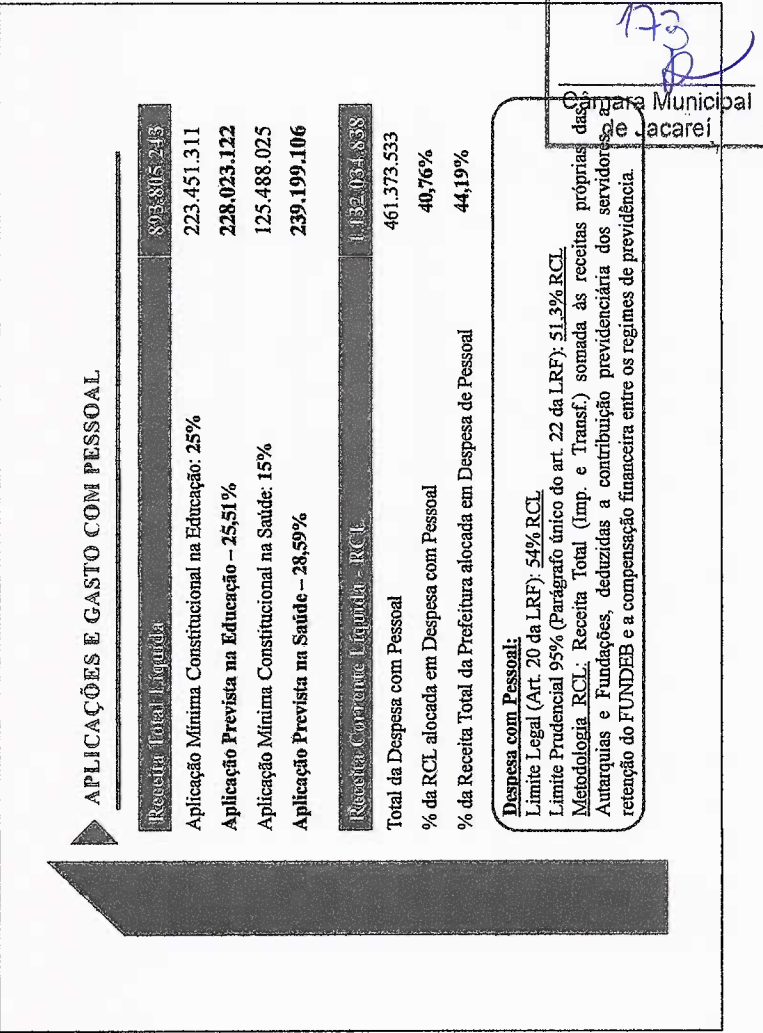 173
Câmara Municipal
de Jacareí
APLICAÇÕES E GASTO COM PESSOAL
Receita Total Líquida 893.805.243
Aplicação Mínima Constitucional na Educação: 25% 223.451.311
Aplicação Prevista na Educação – 25,51% 228.023.122
Aplicação Mínima Constitucional na Saúde: 15% 125.488.025
Aplicação Prevista na Saúde – 28,59% 239.199.106
Receita Corrente Líquida - RCL 1.132.034.838
Total da Despesa com Pessoal 461.373.533
% da RCL alocada em Despesa com Pessoal 40,76%
% da Receita Total da Prefeitura alocada em Despesa de Pessoal 44,19%
Despesa com Pessoal:
Limite Legal (Art. 20 da LRF): 54% RCL
Limite Prudencial 95% (Parágrafo único do art. 22 da LRF): 51,3% RCL
Metodologia RCL: Receita Total (Imp. e Transf.) somada às receitas próprias das
Autarquias e Fundações, deduzidas a contribuição previdenciária dos servidores, a
retenção do FUNDEB e a compensação financeira entre os regimes de previdência.